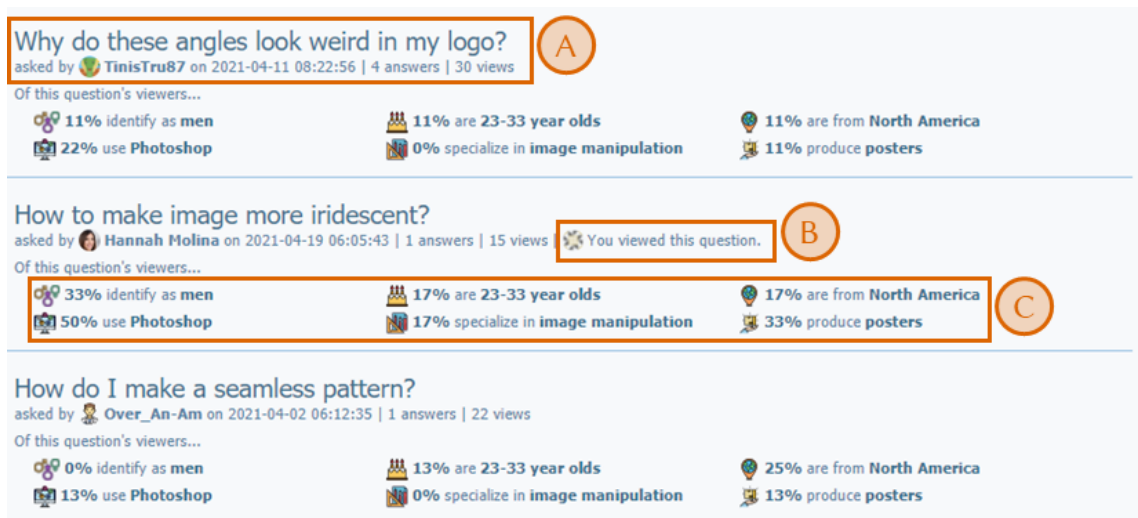 Why do these angles look weird in my logo?
A
asked by TinisTru87 on 2021-04-11 08:22:56 | 4 answers | 30 views
Of this question's viewers...
11% identify as men 11% are 23-33 year olds 11% are from North America
22% use Photoshop 0% specialize in image manipulation 11% produce posters
How to make image more iridescent?
asked by Hannah Molina on 2021-04-19 06:05:43 | 1 answers | 15 views | You viewed this question.
B
Of this question's viewers...
33% identify as men 17% are 23-33 year olds 17% are from North America
50% use Photoshop 17% specialize in image manipulation 33% produce posters
C
How do I make a seamless pattern?
asked by Over_An-Am on 2021-04-02 06:12:35 | 1 answers | 22 views
Of this question's viewers...
0% identify as men 13% are 23-33 year olds 25% are from North America
13% use Photoshop 0% specialize in image manipulation 13% produce posters